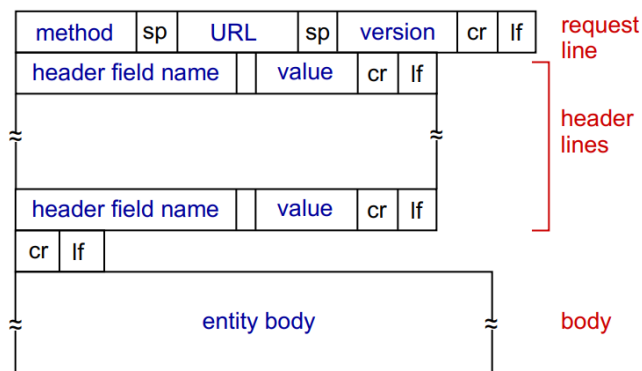 method sp URL sp version cr lf request
line
header field name value cr lf
header
lines
header field name value cr lf
cr lf
entity body body